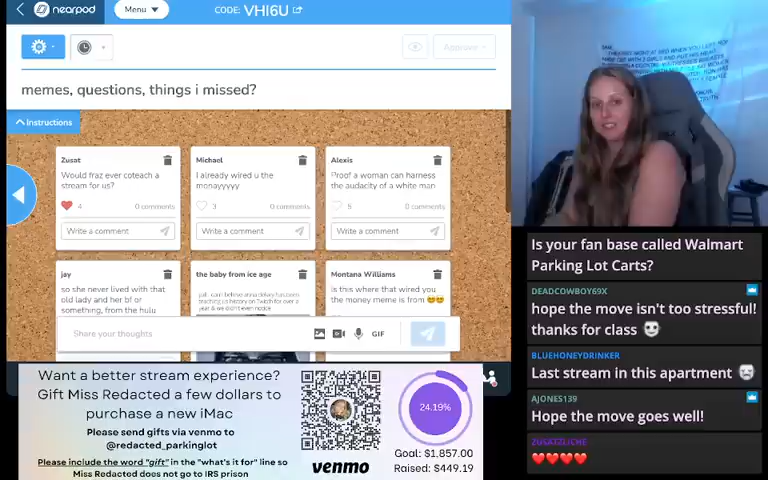 nearpod
Menu
CODE: VHI6U
memes, questions, things i missed?
Instructions
Zusat
Would fraz ever coteach a
stream for us?
4
0 comments
Write a comment
Michael
I already wired u the
monayyyyy
3
0 comments
Write a comment
Alexis
Proof a woman can harness
the audacity of a white man
5
0 comments
Write a comment
jay
so she never lived with that
old lady and her bf or
something, from the hulu
the baby from ice age
Montana Williams
is this where that wired you
the money meme is from
Share your thoughts
GIF
Want a better stream experience?
Gift Miss Redacted a few dollars to
purchase a new iMac
Please send gifts via venmo to
@redacted_parkinglot
Please include the word "gift" in the "what's it for" line so
Miss Redacted does not go to IRS prison
venmo
24.19%
Goal: $1,857.00
Raised: $449.19
Is your fan base called Walmart
Parking Lot Carts?
DEADCOWBOY69X
hope the move isn't too stressful!
thanks for class
BLUEHONEYDRINKER
Last stream in this apartment
AJONES139
Hope the move goes well!
ZUSATZLICHE